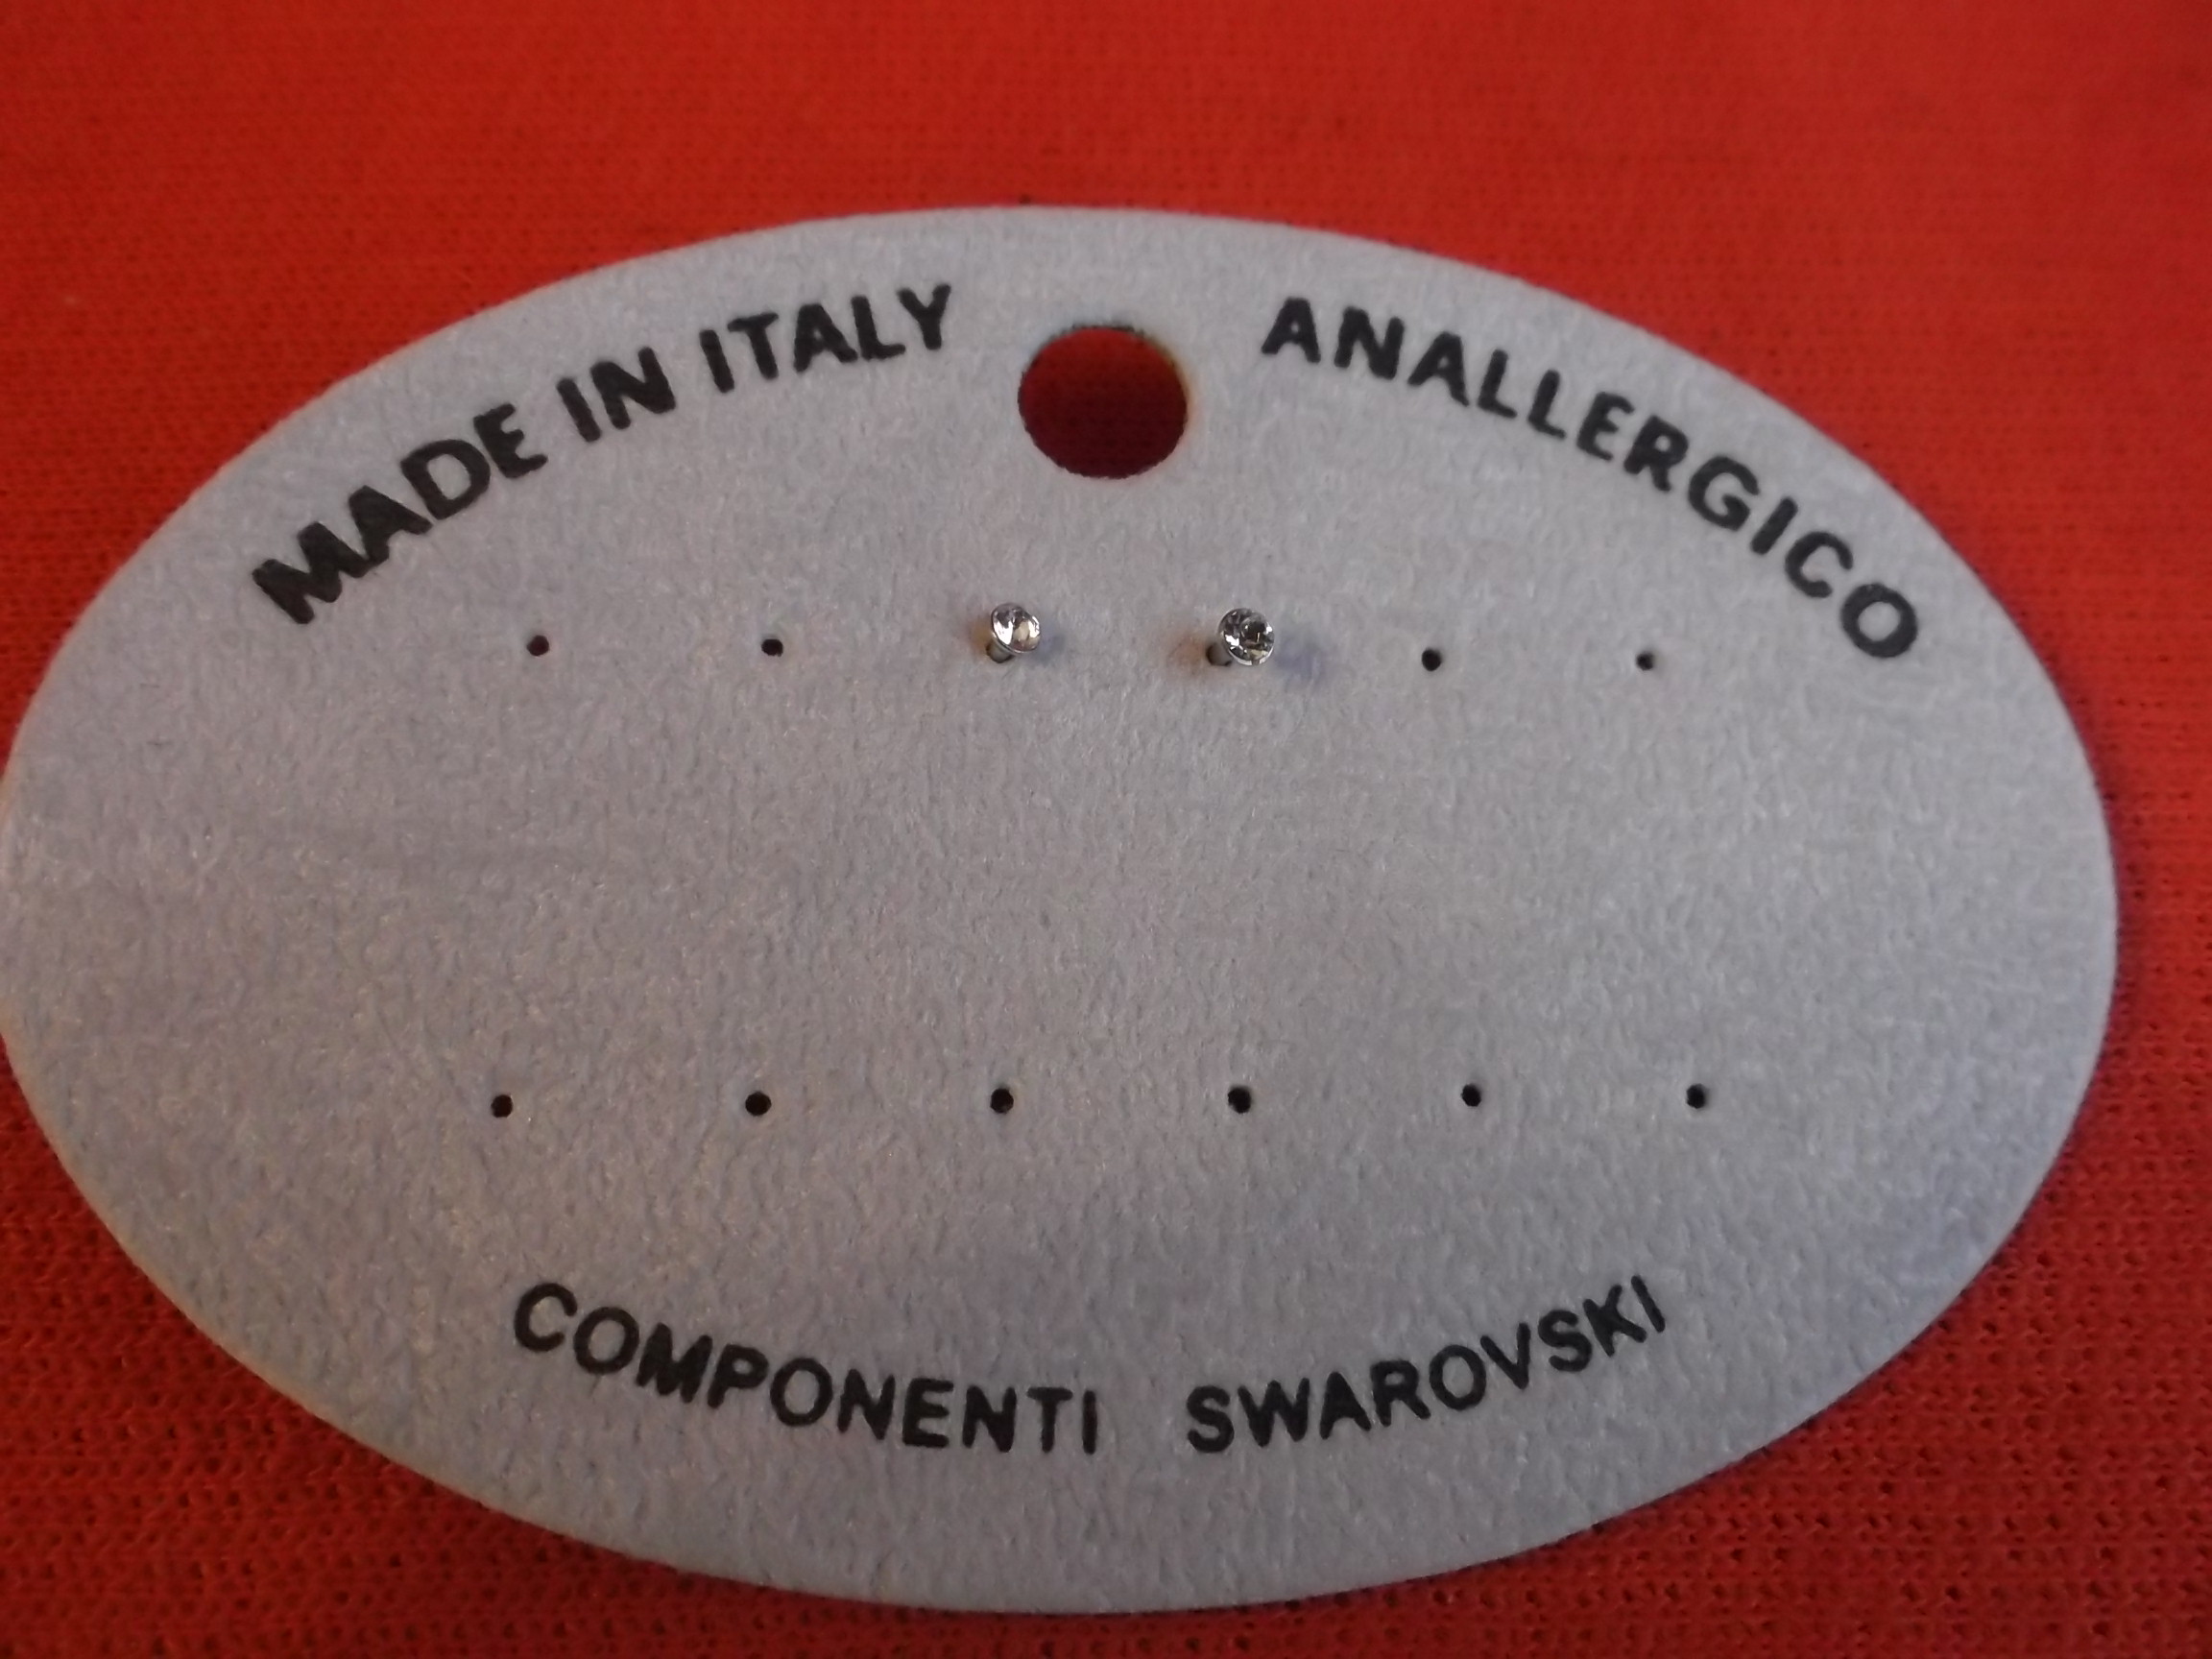 MADE IN ITALY
ANALLERGICO
COMPONENTI SWAROVSKI